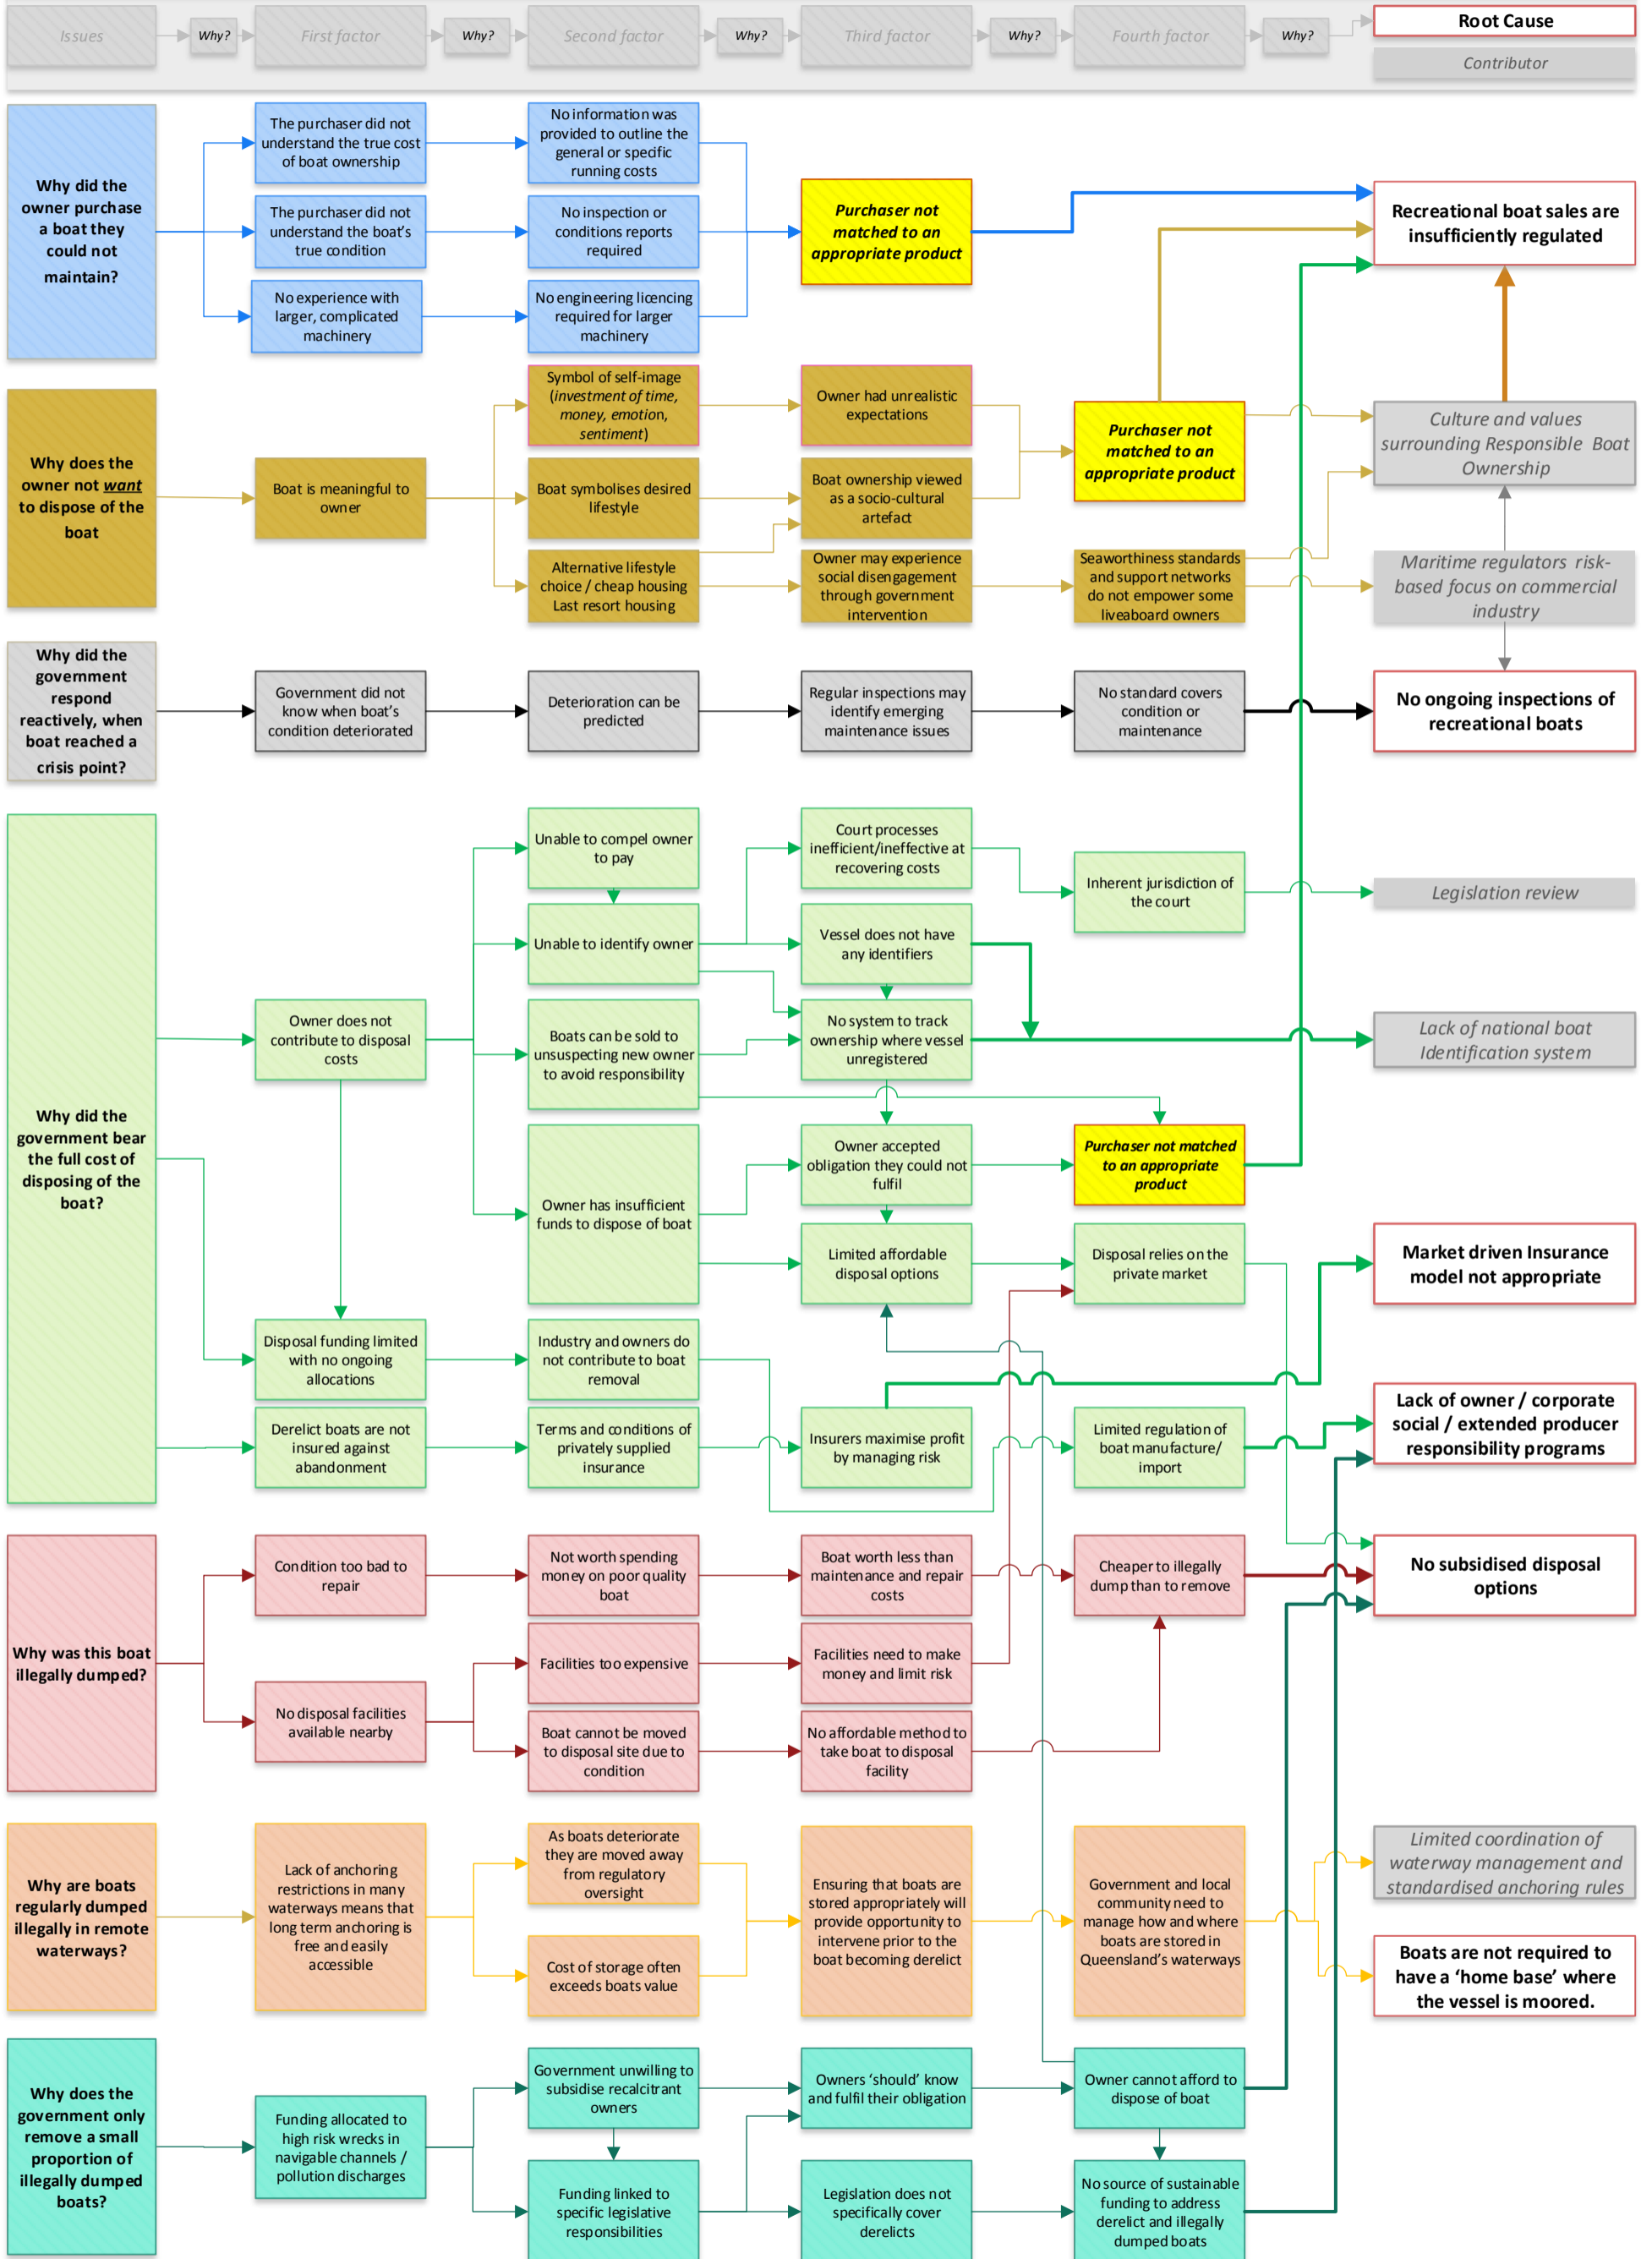 Issues
Why?
First factor
Why?
Second factor
Why?
Third factor
Why?
Fourth factor
Why?
Root Cause
Contributor
Why did the
owner purchase
a boat they
could not
maintain?
The purchaser did not
understand the true cost
of boat ownership
No information was
provided to outline the
general or specific
running costs
The purchaser did not
understand the boat's
true condition
No inspection or
conditions reports
required
No experience with
larger, complicated
machinery
No engineering licencing
required for larger
machinery
Purchaser not
matched to an
appropriate product
Recreational boat sales are
insufficiently regulated
Why does the
owner not want
to dispose of the
boat
Boat is meaningful to
owner
Symbol of self-image
(investment of time,
money, emotion,
sentiment)
Owner had unrealistic
expectations
Boat symbolises desired
lifestyle
Boat ownership viewed
as a socio-cultural
artefact
Alternative lifestyle
choice / cheap housing
Last resort housing
Owner may experience
social disengagement
through government
intervention
Purchaser not
matched to an
appropriate product
Seaworthiness standards
and support networks
do not empower some
liveaboard owners
Culture and values
surrounding Responsible Boat
Ownership
Maritime regulators risk-
based focus on commercial
industry
Why did the
government
respond
reactively, when
boat reached a
crisis point?
Government did not
know when boat's
condition deteriorated
Deterioration can be
predicted
Regular inspections may
identify emerging
maintenance issues
No standard covers
condition or
maintenance
No ongoing inspections of
recreational boats
Why did the
government bear
the full cost of
disposing of the
boat?
Owner does not
contribute to disposal
costs
Disposal funding limited
with no ongoing
allocations
Derelict boats are not
insured against
abandonment
Unable to compel owner
to pay
Unable to identify owner
Boats can be sold to
unsuspecting new owner
to avoid responsibility
Owner has insufficient
funds to dispose of boat
Industry and owners do
not contribute to boat
removal
Terms and conditions of
privately supplied
insurance
Court processes
inefficient/ineffective at
recovering costs
Vessel does not have
any identifiers
No system to track
ownership where vessel
unregistered
Owner accepted
obligation they could not
fulfil
Limited affordable
disposal options
Insurers maximise profit
by managing risk
Inherent jurisdiction of
the court
Purchaser not matched
to an appropriate
product
Disposal relies on the
private market
Limited regulation of
boat manufacture/
import
Legislation review
Lack of national boat
Identification system
Market driven Insurance
model not appropriate
Lack of owner / corporate
social / extended producer
responsibility programs
Why was this boat
illegally dumped?
Condition too bad to
repair
No disposal facilities
available nearby
Not worth spending
money on poor quality
boat
Facilities too expensive
Boat cannot be moved
to disposal site due to
condition
Boat worth less than
maintenance and repair
costs
Facilities need to make
money and limit risk
No affordable method to
take boat to disposal
facility
Cheaper to illegally
dump than to remove
No subsidised disposal
options
Why are boats
regularly dumped
illegally in remote
waterways?
Lack of anchoring
restrictions in many
waterways means that
long term anchoring is
free and easily
accessible
As boats deteriorate
they are moved away
from regulatory
oversight
Cost of storage often
exceeds boats value
Ensuring that boats are
stored appropriately will
provide opportunity to
intervene prior to the
boat becoming derelict
Government and local
community need to
manage how and where
boats are stored in
Queensland's waterways
Limited coordination of
waterway management and
standardised anchoring rules
Boats are not required to
have a 'home base' where
the vessel is moored.
Why does the
government only
remove a small
proportion of
illegally dumped
boats?
Funding allocated to
high risk wrecks in
navigable channels /
pollution discharges
Government unwilling to
subsidise recalcitrant
owners
Funding linked to
specific legislative
responsibilities
Owners 'should' know
and fulfil their obligation
Legislation does not
specifically cover
derelicts
Owner cannot afford to
dispose of boat
No source of sustainable
funding to address
derelict and illegally
dumped boats